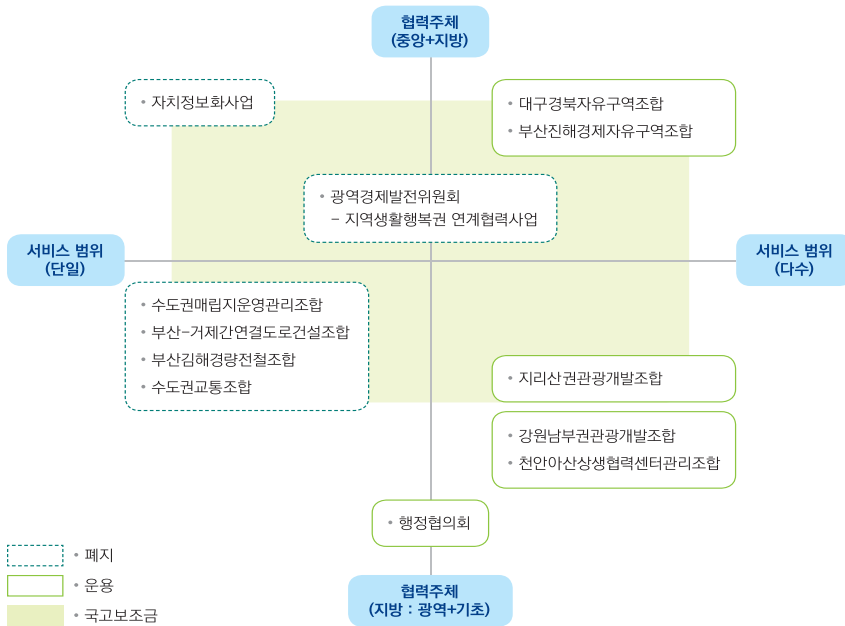 협력주체
(중앙+지방)
• 자치정보화사업
• 대구경북자유구역조합
• 부산진해경제자유구역조합
• 광역경제발전위원회
- 지역생활행복권 연계협력사업
서비스 범위
(단일)
서비스 범위
(다수)
• 수도권매립지운영관리조합
• 부산-거제간연결도로건설조합
• 부산김해경량전철조합
• 수도권교통조합
• 지리산권관광개발조합
• 강원남부권관광개발조합
• 천안아산상생협력센터관리조합
• 행정협의회
협력주체
(지방 : 광역+기초)
• 폐지
• 운용
• 국고보조금